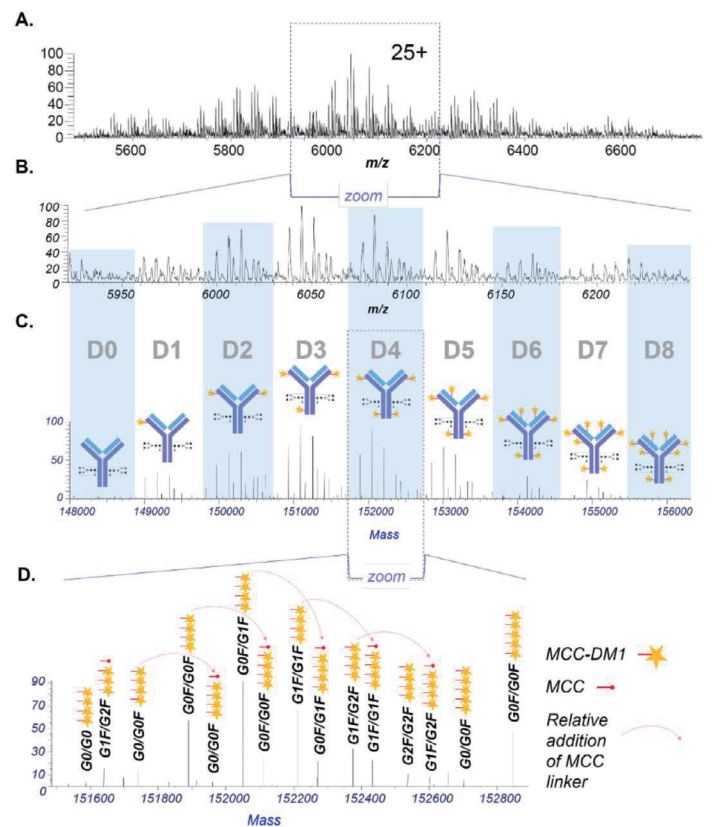 A.
25+
100
80
60
40
20
0
5600 5800 6000 6200 6400 6600
m/z
B.
zoom
100
80
60
40
20
0
5950 6000 6050 6100 6150 6200
m/z
C.
D0 D1 D2 D3 D4 D5 D6 D7 D8
100
50
0
148000 149000 150000 151000 152000 153000 154000 155000 156000
Mass
zoom
D.
90
70
50
30
10
0
G0/G0
G1F/G2F
G0/G0F
G0F/G0F
G0/G0F
G0F/G1F
G0F/G0F
G1F/G1F
G0F/G1F
G1F/G2F
G1F/G1F
G2F/G2F
G1F/G2F
G0/G0F
G0F/G0F
151600 151800 152000 152200 152400 152600 152800
Mass
MCC-DM1
MCC
Relative
addition
of MCC
linker